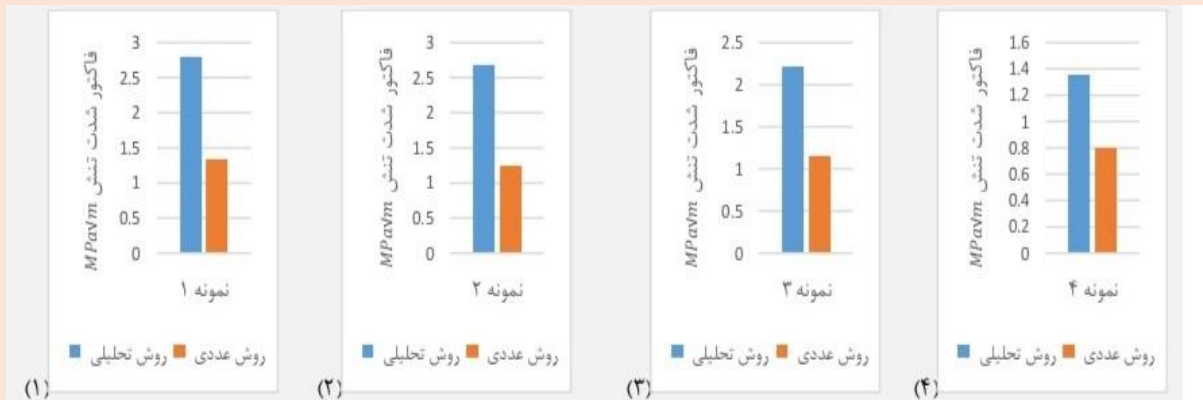 فاکتور شدت تنش MPa√m
3
2.5
2
1.5
1
0.5
0
نمونه ۱
روش تحلیلی
روش عددی
(۱)
فاکتور شدت تنش MPa√m
3
2.5
2
1.5
1
0.5
0
نمونه ۲
روش تحلیلی
روش عددی
(۲)
فاکتور شدت تنش MPa√m
2.5
2
1.5
1
0.5
0
نمونه ۳
روش تحلیلی
روش عددی
(۳)
فاکتور شدت تنش MPa√m
1.6
1.4
1.2
1
0.8
0.6
0.4
0.2
0
نمونه ۴
روش تحلیلی
روش عددی
(۴)